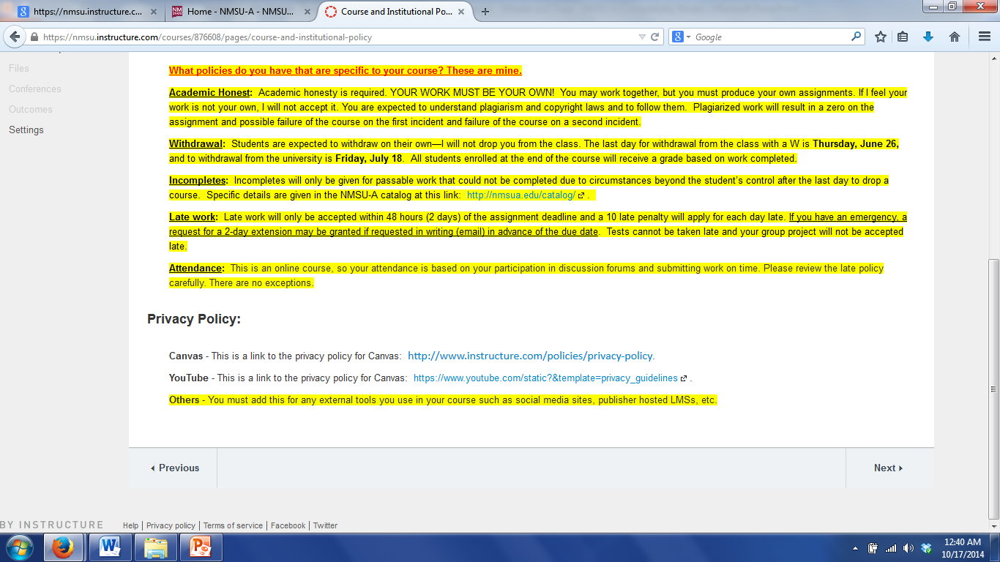 https://nmsu.instructure.c...
Home - NMSU-A - NMSU...
Course and Institutional Po...
https://nmsu.instructure.com/courses/876608/pages/course-and-institutional-policy
Google
Files
Conferences
Outcomes
Settings
What policies do you have that are specific to your course? These are mine.
Academic Honest: Academic honesty is required. YOUR WORK MUST BE YOUR OWN! You may work together, but you must produce your own assignments. If I feel your
work is not your own, I will not accept it. You are expected to understand plagiarism and copyright laws and to follow them. Plagiarized work will result in a zero on the
assignment and possible failure of the course on the first incident and failure of the course on a second incident.
Withdrawal: Students are expected to withdraw on their own—I will not drop you from the class. The last day for withdrawal from the class with a W is Thursday, June 26,
and to withdrawal from the university is Friday, July 18. All students enrolled at the end of the course will receive a grade based on work completed.
Incompletes: Incompletes will only be given for passable work that could not be completed due to circumstances beyond the student's control after the last day to drop a
course. Specific details are given in the NMSU-A catalog at this link: http://nmsua.edu/catalog/ .
Late work: Late work will only be accepted within 48 hours (2 days) of the assignment deadline and a 10 late penalty will apply for each day late. If you have an emergency, a
request for a 2-day extension may be granted if requested in writing (email) in advance of the due date. Tests cannot be taken late and your group project will not be accepted
late.
Attendance: This is an online course, so your attendance is based on your participation in discussion forums and submitting work on time. Please review the late policy
carefully. There are no exceptions.
Privacy Policy:
Canvas - This is a link to the privacy policy for Canvas: http://www.instructure.com/policies/privacy-policy.
YouTube - This is a link to the privacy policy for Canvas: https://www.youtube.com/static?&template=privacy_guidelines .
Others - You must add this for any external tools you use in your course such as social media sites, publisher hosted LMSs, etc.
Previous
Next
BY INSTRUCTURE
Help | Privacy policy | Terms of service | Facebook | Twitter
12:40 AM
10/17/2014